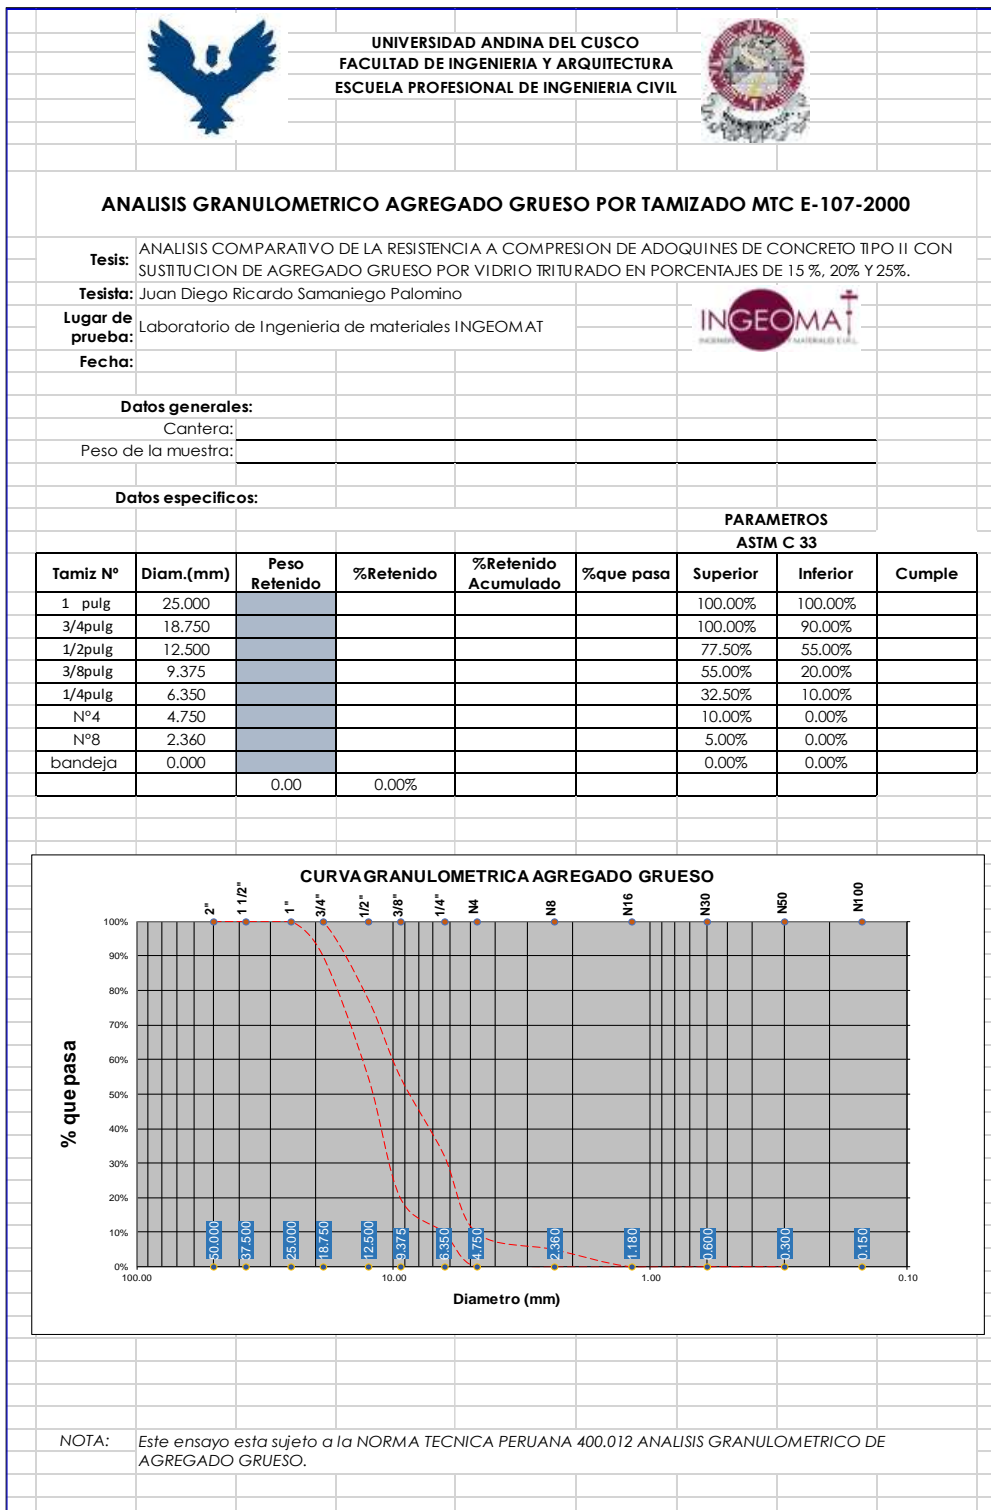 UNIVERSIDAD ANDINA DEL CUSCO
FACULTAD DE INGENIERIA Y ARQUITECTURA
ESCUELA PROFESIONAL DE INGENIERIA CIVIL
ANALISIS GRANULOMETRICO AGREGADO GRUESO POR TAMIZADO MTC E-107-2000
Tesis: ANALISIS COMPARATIVO DE LA RESISTENCIA A COMPRESION DE ADOQUINES DE CONCRETO TIPO II CON
SUSTITUCION DE AGREGADO GRUESO POR VIDRIO TRITURADO EN PORCENTAJES DE 15 %, 20% Y 25%.
Tesista: Juan Diego Ricardo Samaniego Palomino
Lugar de prueba: Laboratorio de Ingenieria de materiales INGEOMAT
INGEOMAT
Fecha:
Datos generales:
Cantera:
Peso de la muestra:
Datos especificos:
PARAMETROS
ASTM C 33
Tamiz Nº Diam.(mm) Peso Retenido %Retenido %Retenido Acumulado %que pasa Superior Inferior Cumple
1 pulg 25.000 100.00% 100.00%
3/4pulg 18.750 100.00% 90.00%
1/2pulg 12.500 77.50% 55.00%
3/8pulg 9.375 55.00% 20.00%
1/4pulg 6.350 32.50% 10.00%
Nº4 4.750 10.00% 0.00%
Nº8 2.360 5.00% 0.00%
bandeja 0.000 0.00% 0.00%
0.00 0.00%
CURVA GRANULOMETRICA AGREGADO GRUESO
2" 1 1/2" 1" 3/4" 1/2" 3/8" 1/4" N4 N8 N16 N30 N50 N100
100%
90%
80%
70%
60%
50%
40%
30%
20%
10%
0%
% que pasa
50.000 37.500 25.000 18.750 12.500 9.375 6.350 4.750 2.360 1.180 0.600 0.300 0.150
100.00 10.00 1.00 0.10
Diametro (mm)
NOTA: Este ensayo esta sujeto a la NORMA TECNICA PERUANA 400.012 ANALISIS GRANULOMETRICO DE
AGREGADO GRUESO.